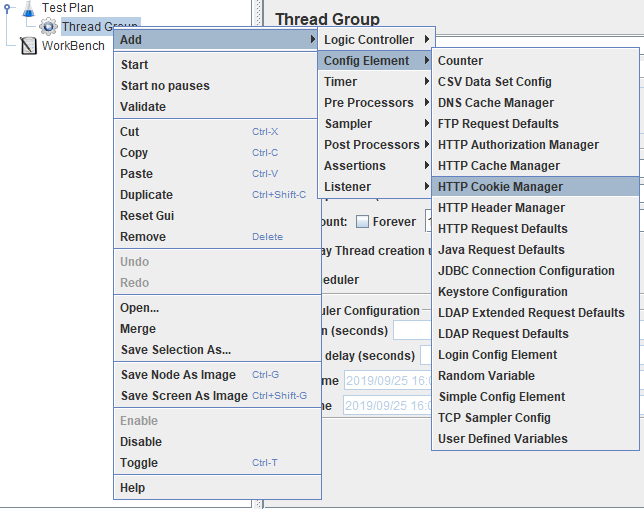 Test Plan
Thread Group
WorkBench
Thread Group
Add
Start
Start no pauses
Validate
Cut Ctrl-X
Copy Ctrl-C
Paste Ctrl-V
Duplicate Ctrl+Shift-C
Reset Gui
Remove Delete
Undo
Redo
Open...
Merge
Save Selection As...
Save Node As Image Ctrl-G
Save Screen As Image Ctrl+Shift-G
Enable
Disable
Toggle Ctrl-T
Help
Logic Controller
Config Element
Timer
Pre Processors
Sampler
Post Processors
Assertions
Listener
Counter
CSV Data Set Config
DNS Cache Manager
FTP Request Defaults
HTTP Authorization Manager
HTTP Cache Manager
HTTP Cookie Manager
HTTP Header Manager
HTTP Request Defaults
Java Request Defaults
JDBC Connection Configuration
Keystore Configuration
LDAP Extended Request Defaults
LDAP Request Defaults
Login Config Element
Random Variable
Simple Config Element
TCP Sampler Config
User Defined Variables
ount: Forever
ay Thread creation u
eduler
uler Configuration
n (seconds)
delay (seconds)
me 2019/09/25 16:0
me 2019/09/25 16:0